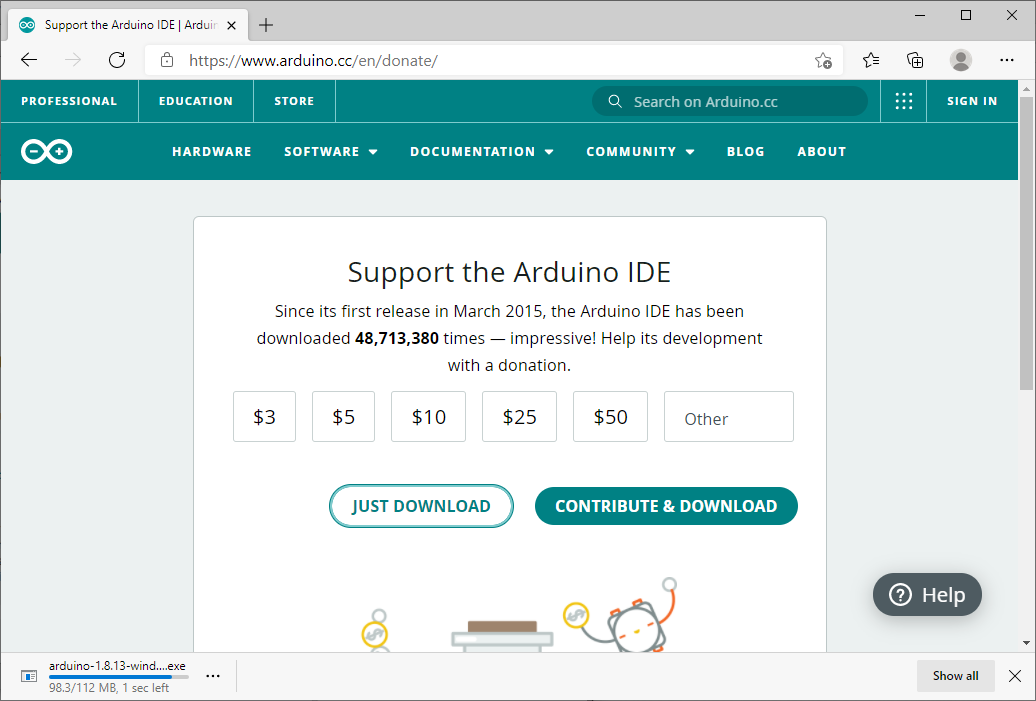 Support the Arduino IDE | Arduin
https://www.arduino.cc/en/donate/
PROFESSIONAL EDUCATION STORE Search on Arduino.cc SIGN IN
HARDWARE SOFTWARE DOCUMENTATION COMMUNITY BLOG ABOUT
Support the Arduino IDE
Since its first release in March 2015, the Arduino IDE has been
downloaded 48,713,380 times — impressive! Help its development
with a donation.
$3 $5 $10 $25 $50 Other
JUST DOWNLOAD CONTRIBUTE & DOWNLOAD
? Help
$
$
arduino-1.8.13-wind....exe
98.3/112 MB, 1 sec left
... Show all